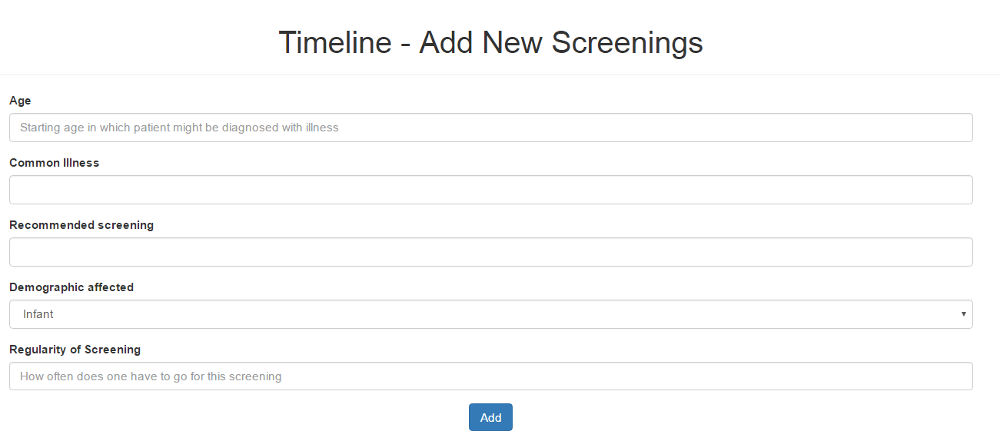 Timeline - Add New Screenings
Age
Starting age in which patient might be diagnosed with illness
Common Illness
Recommended screening
Demographic affected
Infant
Regularity of Screening
How often does one have to go for this screening
Add